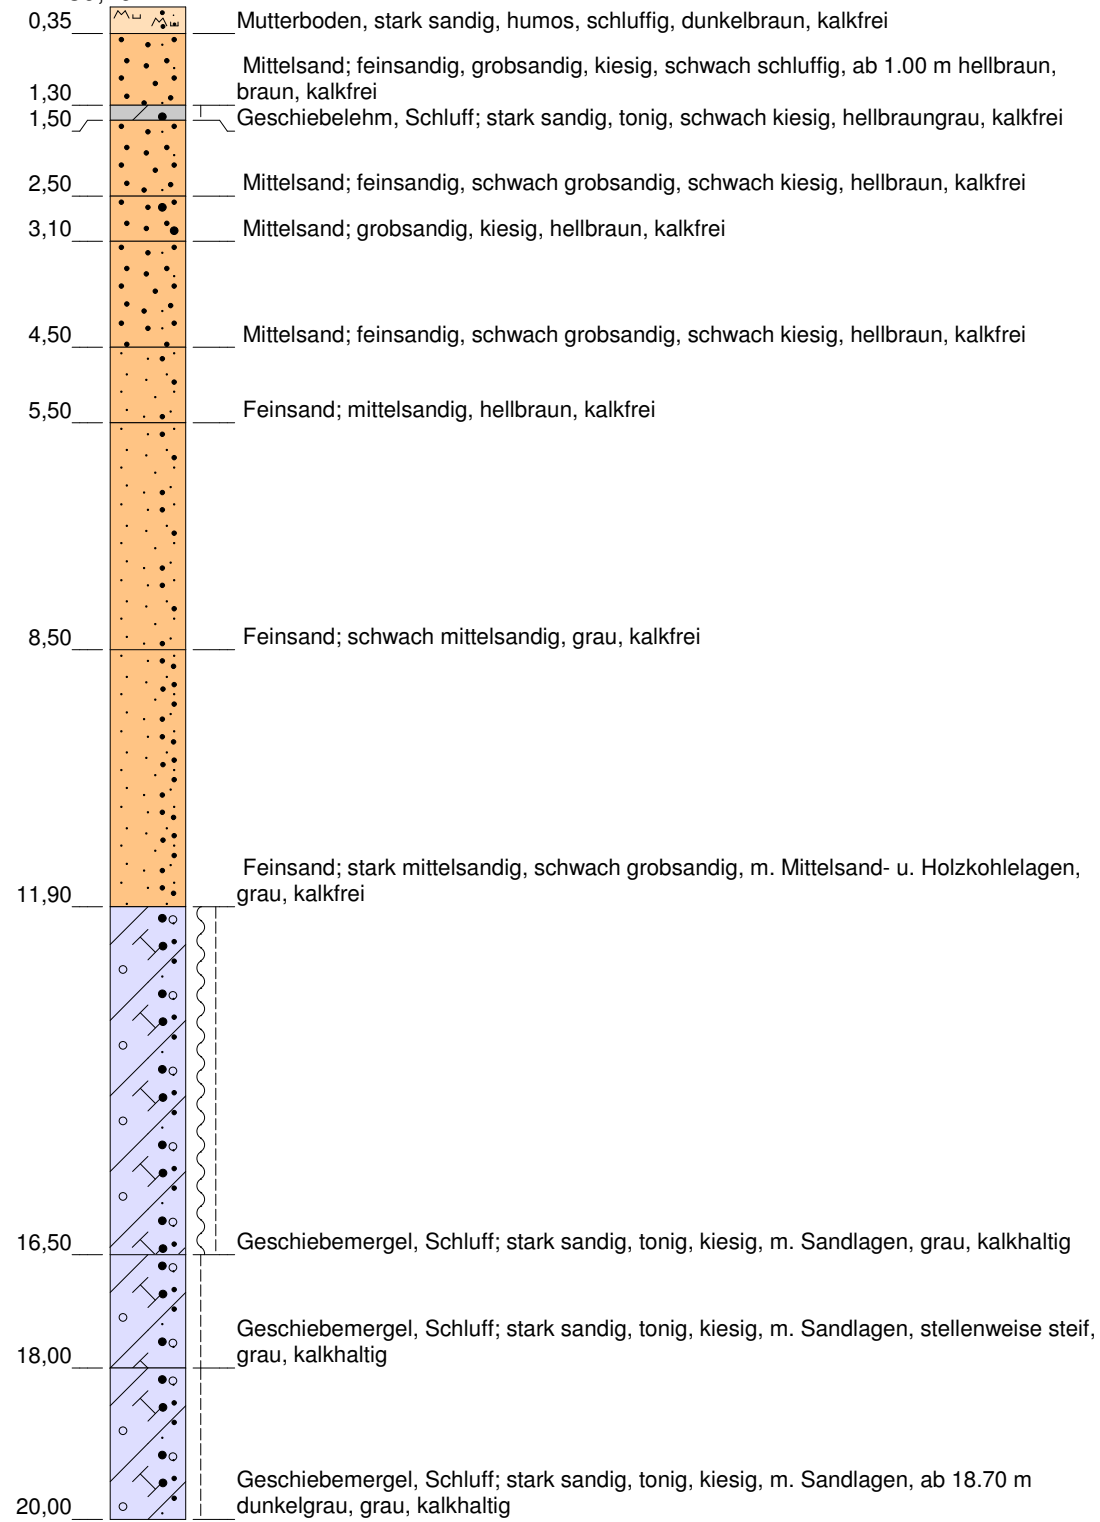 0,35 Mutterboden, stark sandig, humos, schluffig, dunkelbraun, kalkfrei
Mittelsand; feinsandig, grobsandig, kiesig, schwach schluffig, ab 1.00 m hellbraun,
1,30 braun, kalkfrei
1,50 Geschiebelehm, Schluff; stark sandig, tonig, schwach kiesig, hellbraungrau, kalkfrei
2,50 Mittelsand; feinsandig, schwach grobsandig, schwach kiesig, hellbraun, kalkfrei
3,10 Mittelsand; grobsandig, kiesig, hellbraun, kalkfrei
4,50 Mittelsand; feinsandig, schwach grobsandig, schwach kiesig, hellbraun, kalkfrei
5,50 Feinsand; mittelsandig, hellbraun, kalkfrei
8,50 Feinsand; schwach mittelsandig, grau, kalkfrei
Feinsand; stark mittelsandig, schwach grobsandig, m. Mittelsand- u. Holzkohlelagen,
11,90 grau, kalkfrei
16,50 Geschiebemergel, Schluff; stark sandig, tonig, kiesig, m. Sandlagen, grau, kalkhaltig
Geschiebemergel, Schluff; stark sandig, tonig, kiesig, m. Sandlagen, stellenweise steif,
18,00 grau, kalkhaltig
Geschiebemergel, Schluff; stark sandig, tonig, kiesig, m. Sandlagen, ab 18.70 m
20,00 dunkelgrau, grau, kalkhaltig